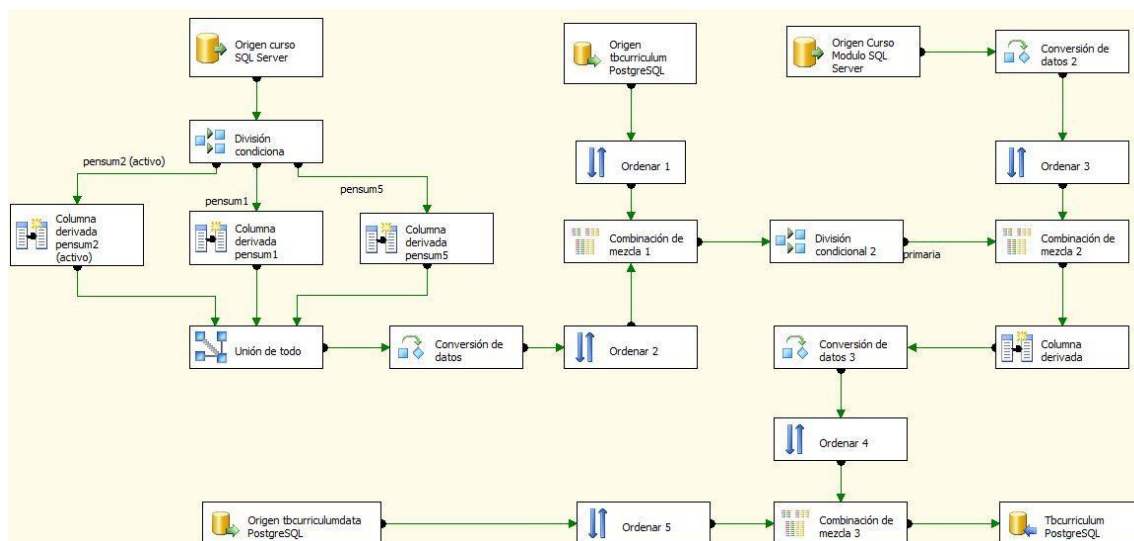 Origen curso
SQL Server
Origen
tbcurriculum
PostgreSQL
Origen Curso
Modulo SQL
Server
Conversión de
datos 2
División
condiciona
pensum2 (activo)
pensum1
pensum5
Ordenar 1
Ordenar 3
Columna
derivada
pensum2
(activo)
Columna
derivada
pensum1
Columna
derivada
pensum5
Combinación de
mezcla 1
División
condicional 2
primaria
Combinación de
mezcla 2
Unión de todo
Conversión de
datos
Ordenar 2
Conversión de
datos 3
Columna
derivada
Ordenar 4
Origen tbcurriculumdata
PostgreSQL
Ordenar 5
Combinación de
mezcla 3
Tbcurriculum
PostgreSQL